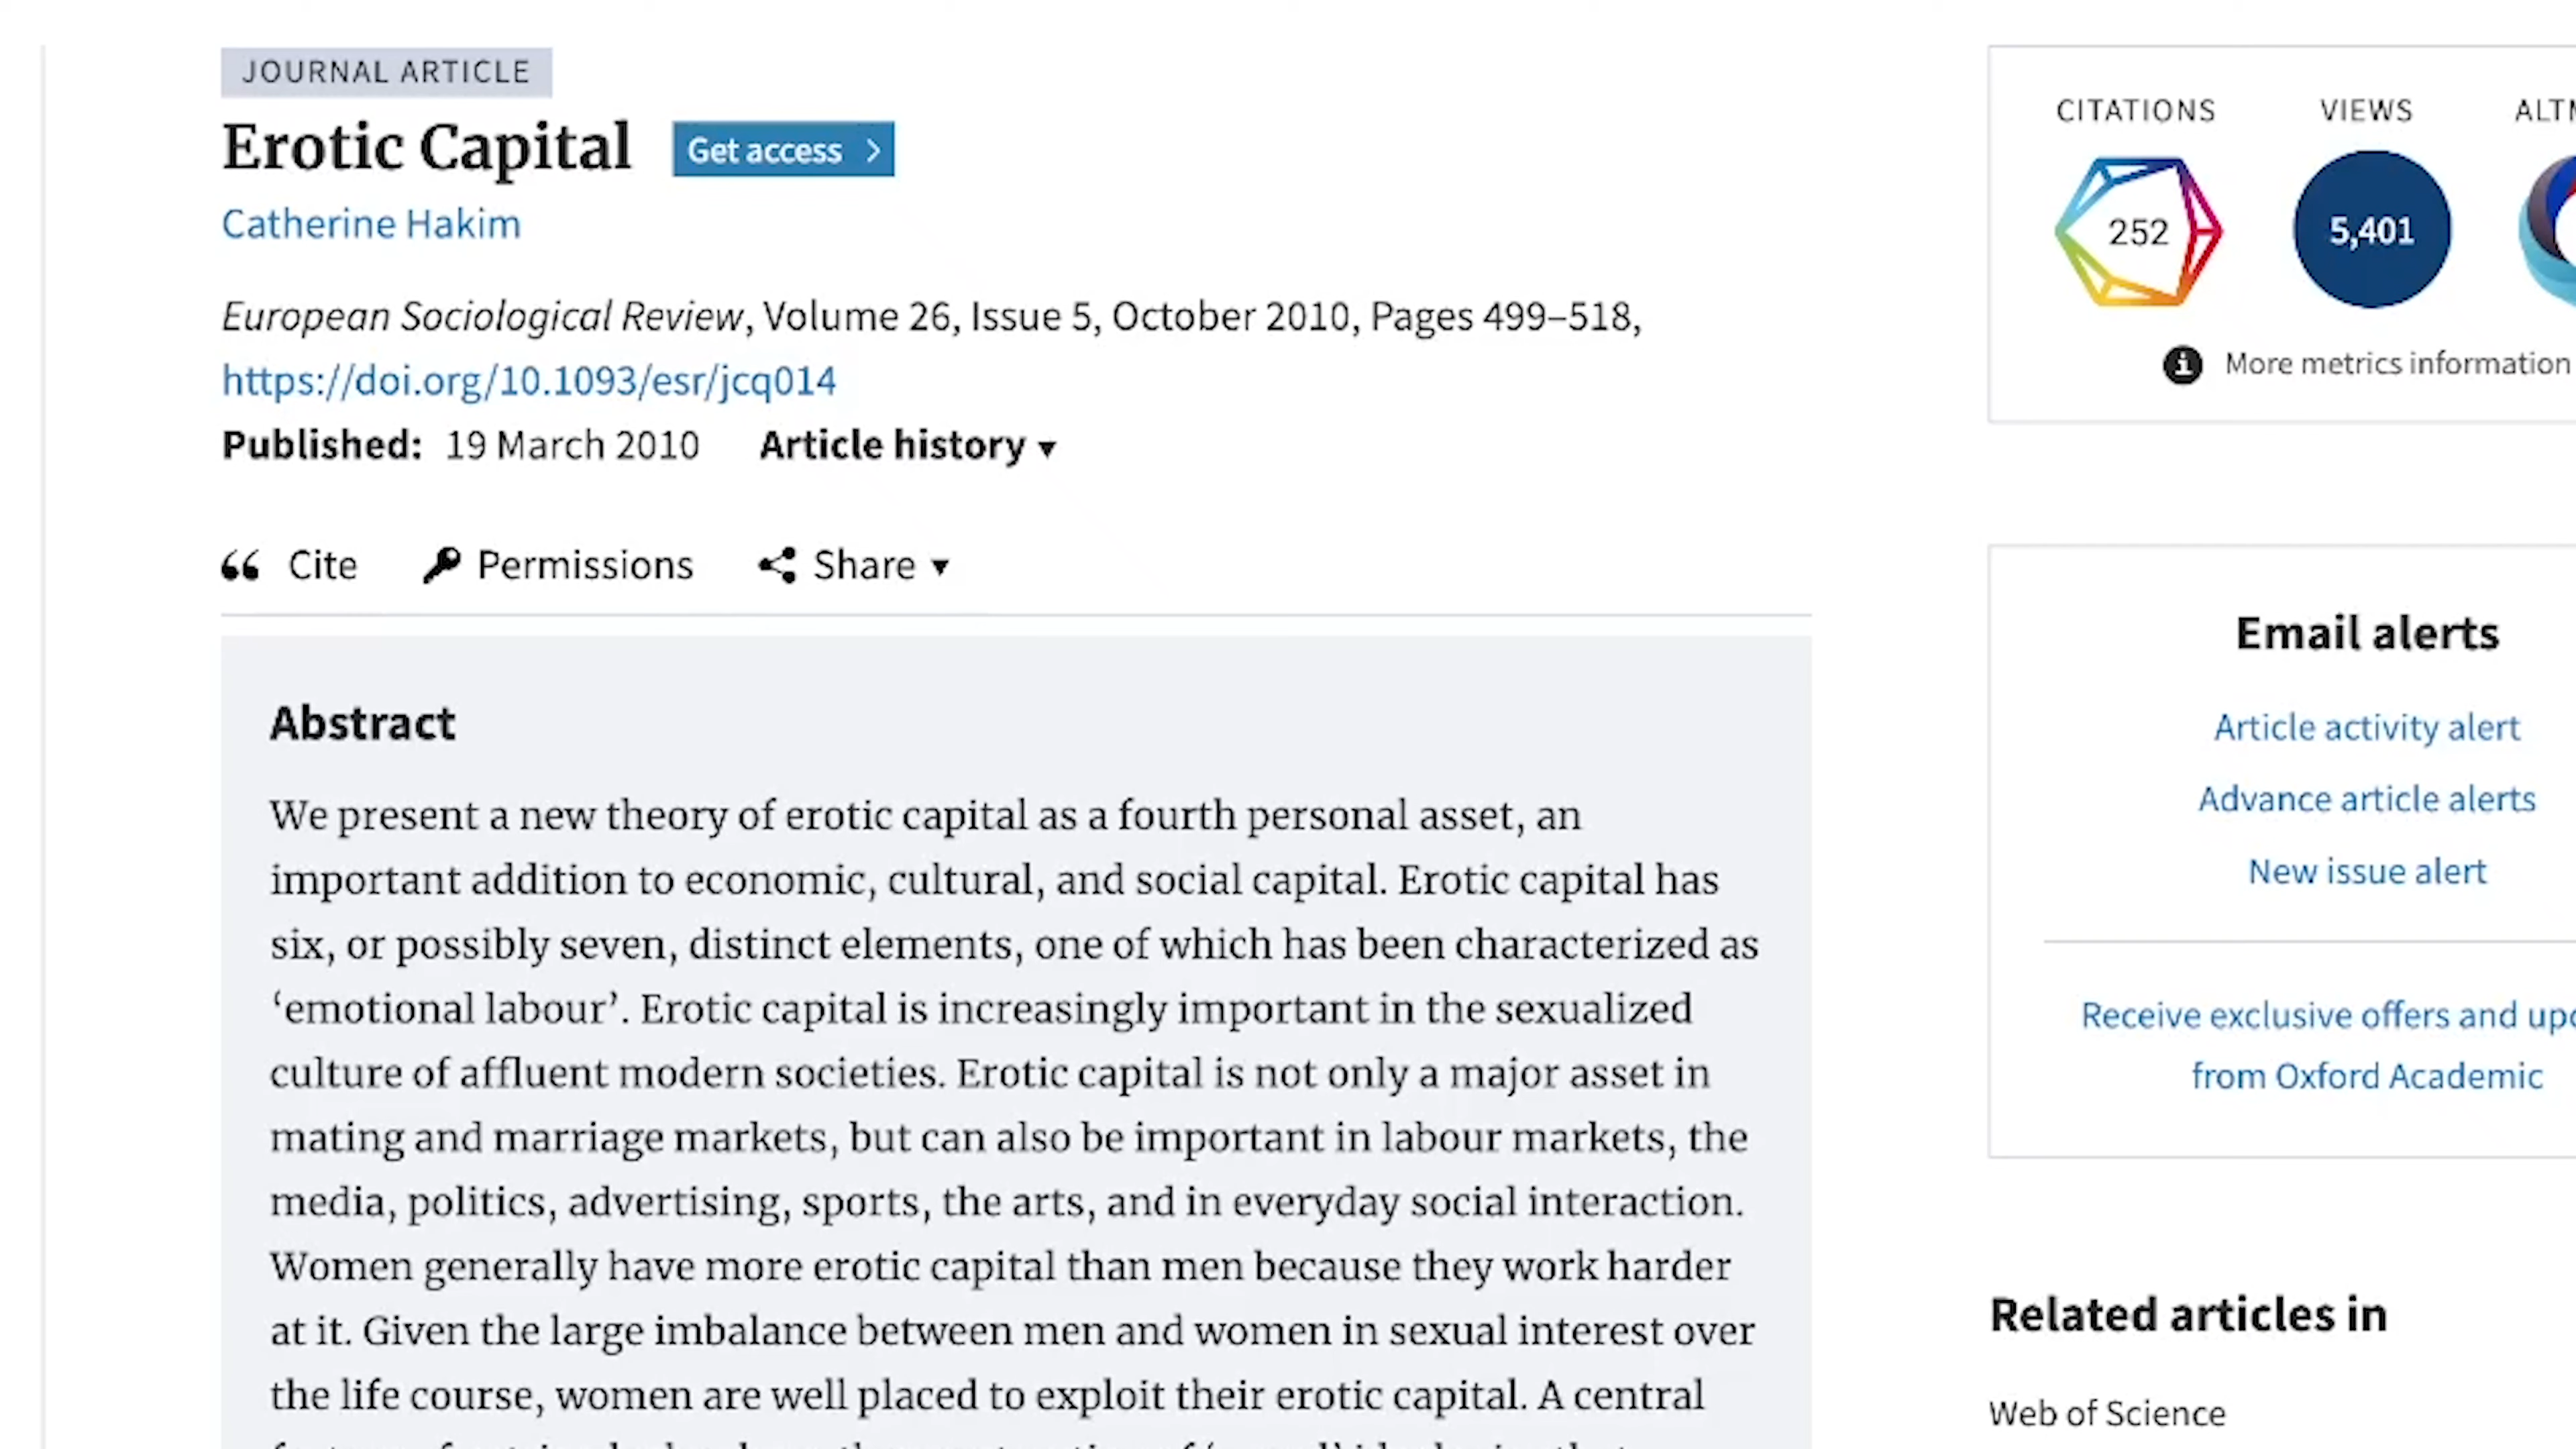 JOURNAL ARTICLE
Erotic Capital
Get access
Catherine Hakim
European Sociological Review, Volume 26, Issue 5, October 2010, Pages 499–518,
https://doi.org/10.1093/esr/jcq014
Published: 19 March 2010 Article history
Cite Permissions Share
Abstract
We present a new theory of erotic capital as a fourth personal asset, an
important addition to economic, cultural, and social capital. Erotic capital has
six, or possibly seven, distinct elements, one of which has been characterized as
‘emotional labour’. Erotic capital is increasingly important in the sexualized
culture of affluent modern societies. Erotic capital is not only a major asset in
mating and marriage markets, but can also be important in labour markets, the
media, politics, advertising, sports, the arts, and in everyday social interaction.
Women generally have more erotic capital than men because they work harder
at it. Given the large imbalance between men and women in sexual interest over
the life course, women are well placed to exploit their erotic capital. A central
CITATIONS VIEWS
252 5,401
More metrics information
Email alerts
Article activity alert
Advance article alerts
New issue alert
Receive exclusive offers and
from Oxford Academic
Related articles in
Web of Science